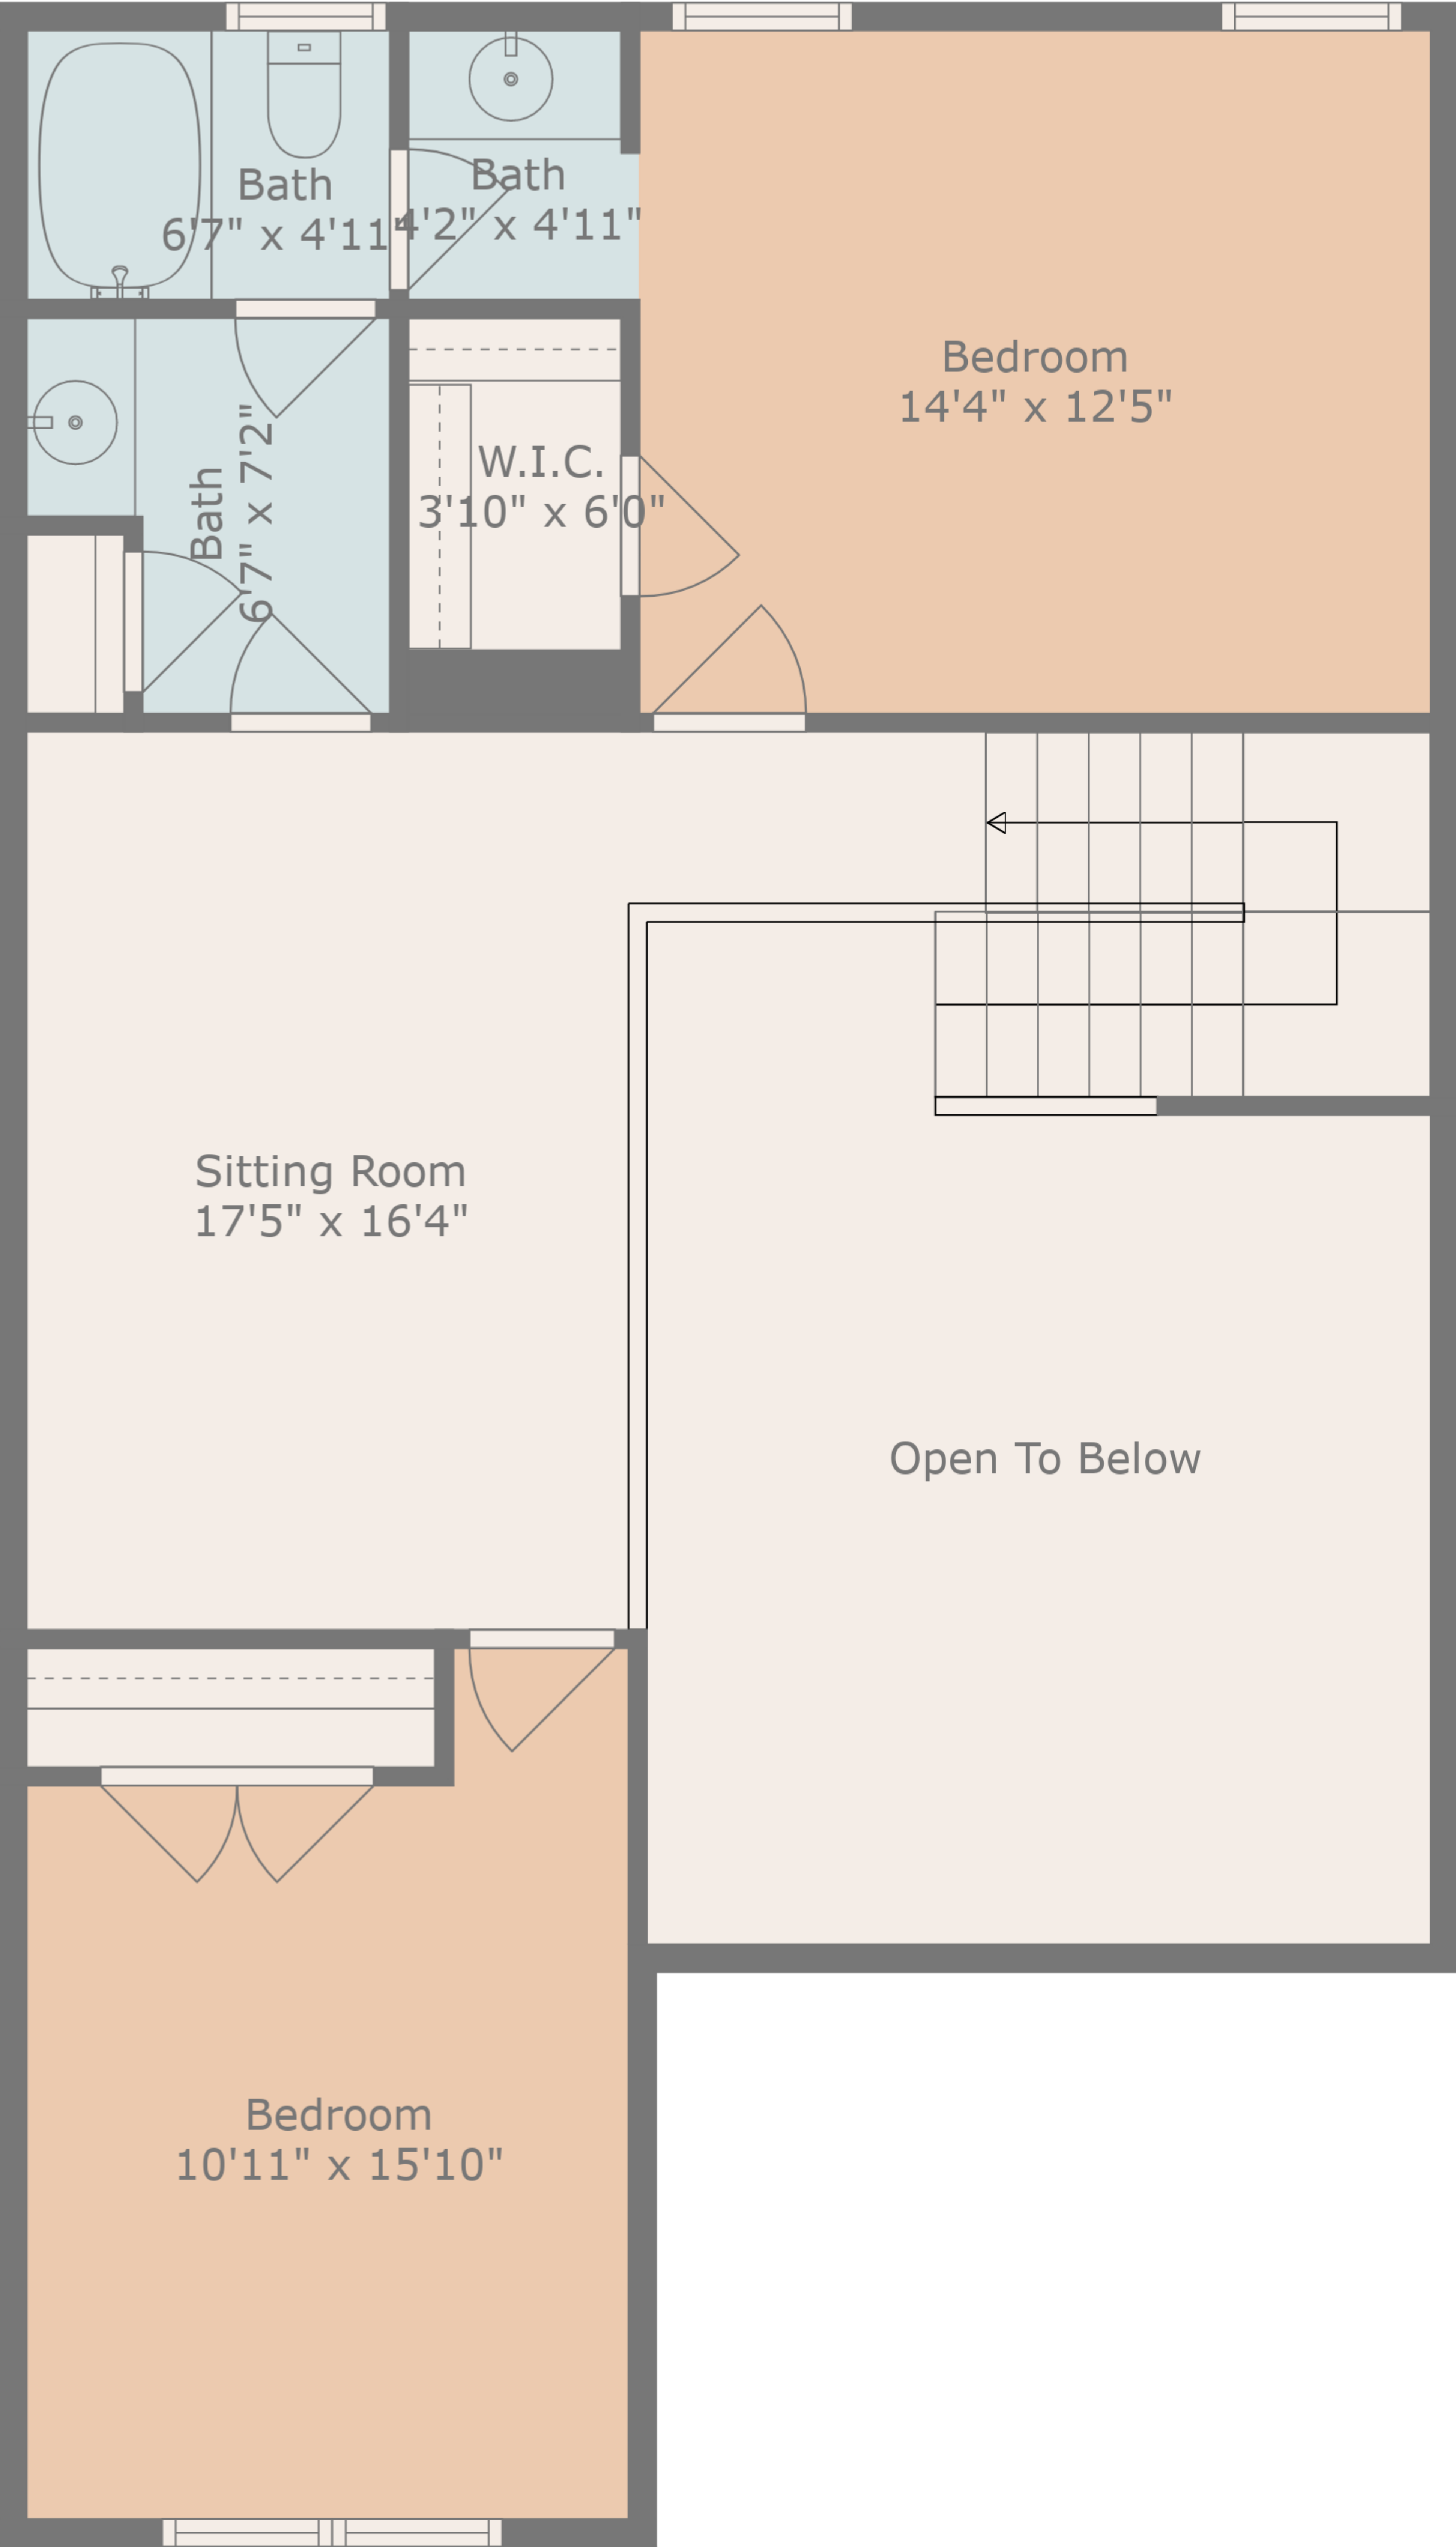 Bath
6'7" x 4'11"
Bath
4'2" x 4'11"
Bedroom
14'4" x 12'5"
Bath
6'7" x 7'2"
W.I.C.
3'10" x 6'0"
Sitting Room
17'5" x 16'4"
Open To Below
Bedroom
10'11" x 15'10"